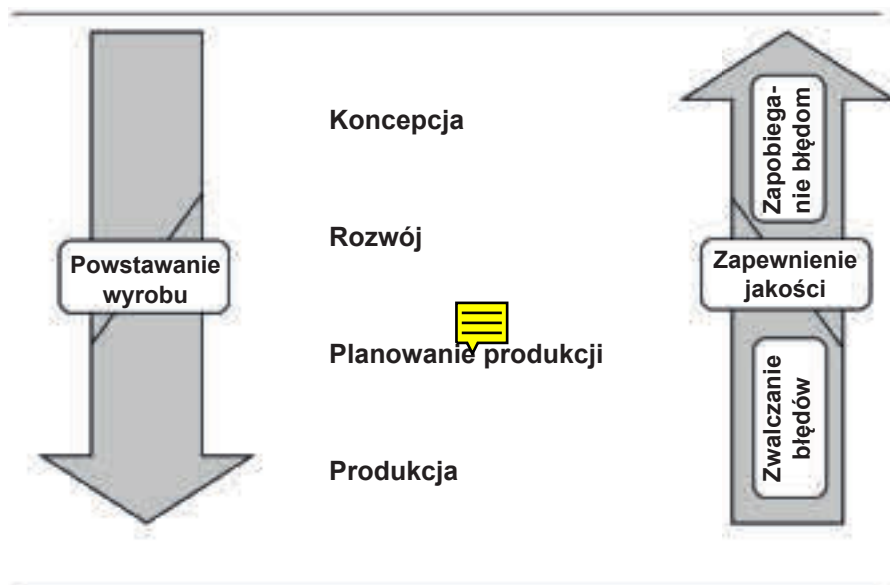 Koncepcja
Rozwój
Planowanie produkcji
Produkcja
Powstawanie
wyrobu
Zapobiega-
nie błędom
Zapewnienie
jakości
Zwalczanie
błędów